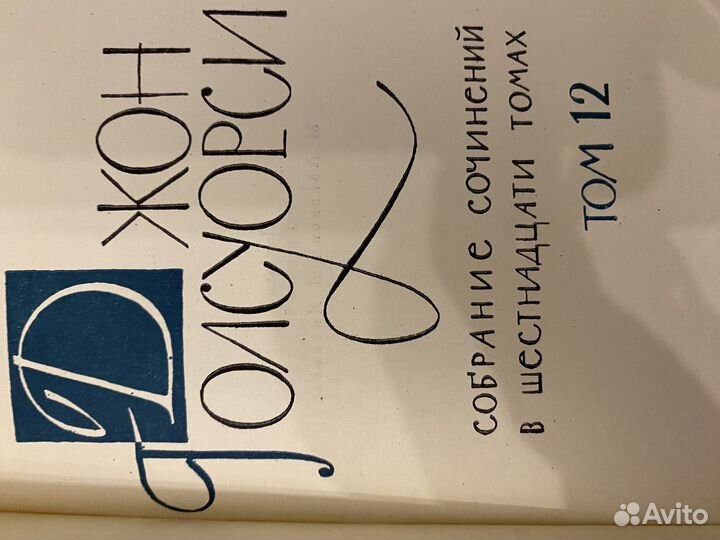 ДЖОН
ГОЛСУОРСИ
СОБРАНИЕ СОЧИНЕНИЙ
В ШЕСТНАДЦАТИ ТОМАХ
ТОМ 12
Avito